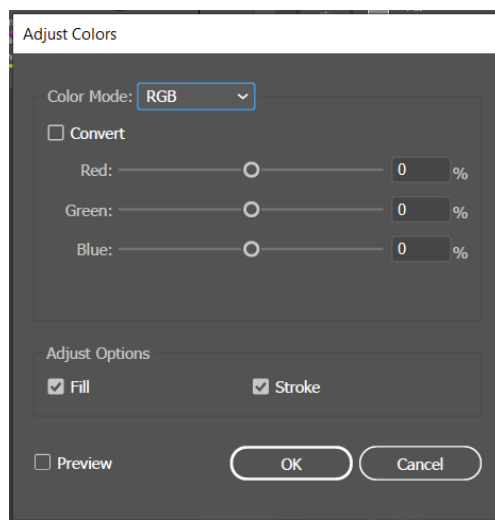 Adjust Colors
Color Mode: RGB
Convert
Red: 0 %
Green: 0 %
Blue: 0 %
Adjust Options
Fill Stroke
Preview OK Cancel